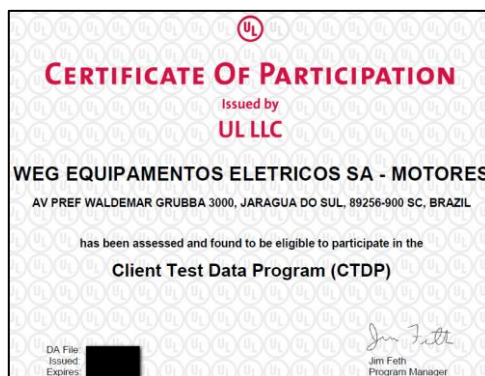 UL
CERTIFICATE OF PARTICIPATION
Issued by
UL LLC
WEG EQUIPAMENTOS ELETRICOS SA - MOTORES
AV PREF WALDEMAR GRUBBA 3000, JARAGUA DO SUL, 89256-900 SC, BRAZIL
has been assessed and found to be eligible to participate in the
Client Test Data Program (CTDP)
Jim Feth
DA File:
Issued:
Expires:
Jim Feth
Program Manager